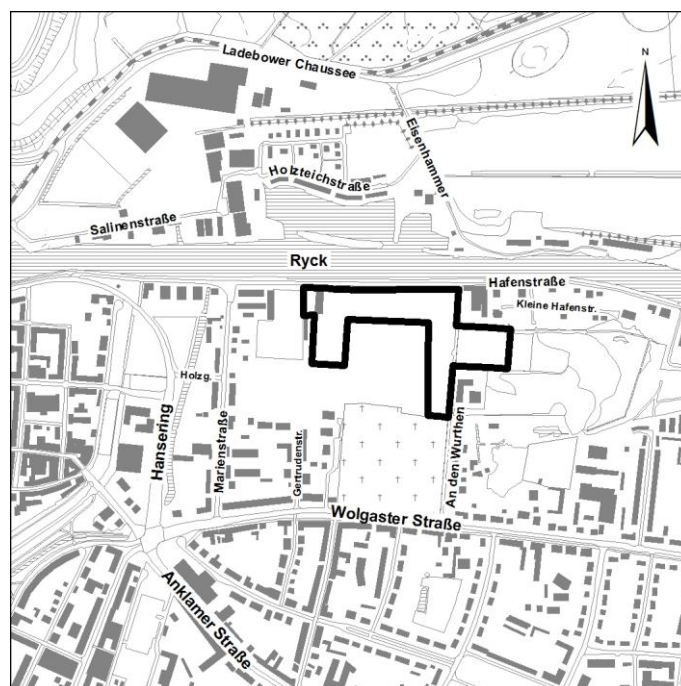 Ladebower Chaussee
N
Eisenhammer
Holzteichstraße
Salinenstraße
Ryck
Hafenstraße
Kleine Hafenstr.
Holzg.
Hansering
Marienstraße
Gertrudenstr.
An den Wurthen
Wolgaster Straße
Anklamer Straße